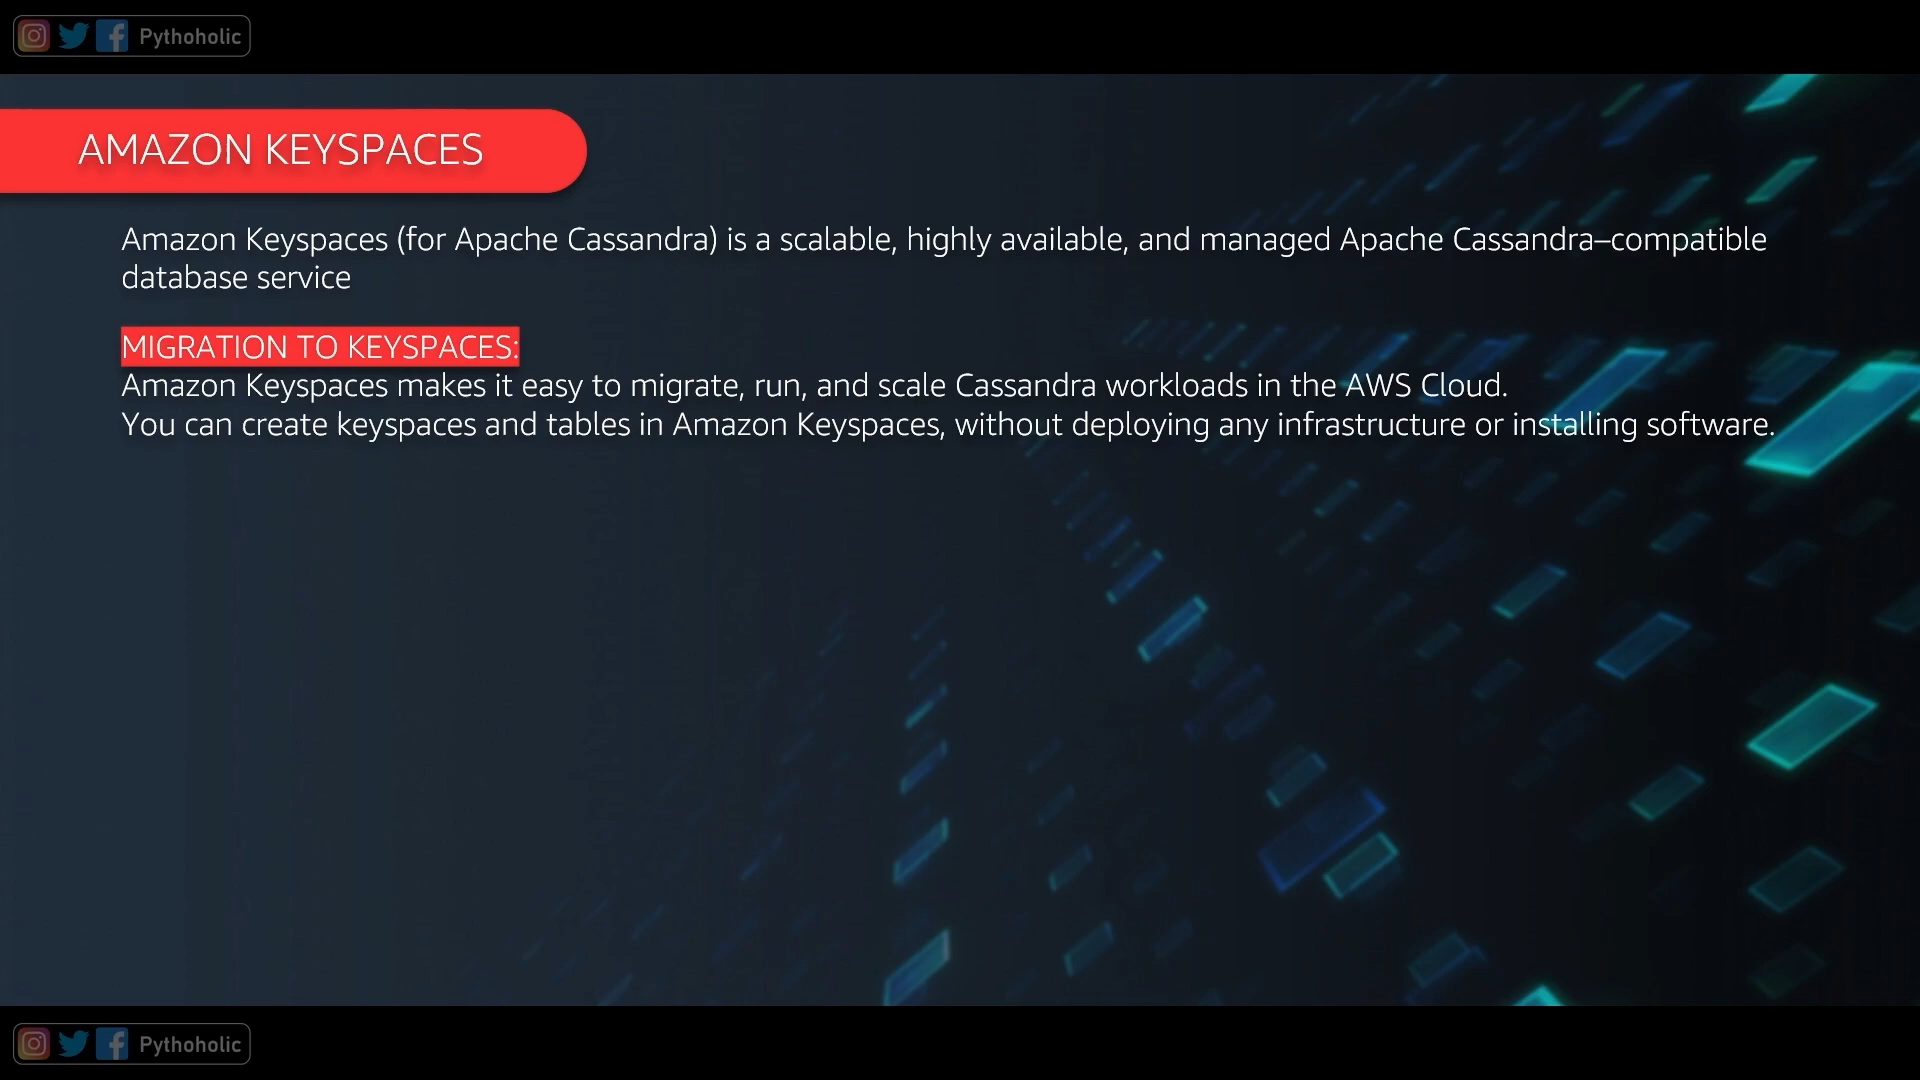 Pythoholic
AMAZON KEYSPACES
Amazon Keyspaces (for Apache Cassandra) is a scalable, highly available, and managed Apache Cassandra–compatible
database service
MIGRATION TO KEYSPACES:
Amazon Keyspaces makes it easy to migrate, run, and scale Cassandra workloads in the AWS Cloud.
You can create keyspaces and tables in Amazon Keyspaces, without deploying any infrastructure or installing software.
Pythoholic